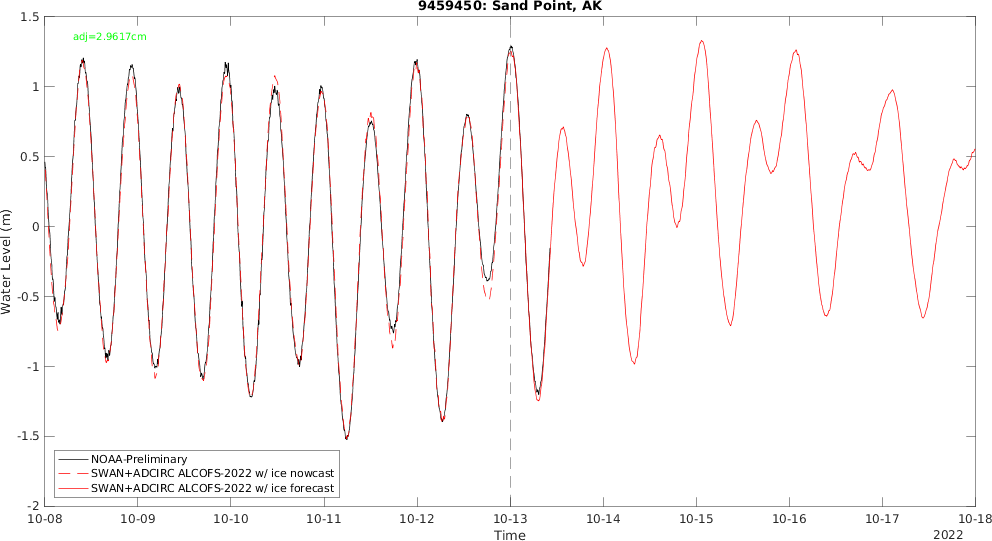 9459450: Sand Point, AK
adj=2.9617cm
1.5
1
0.5
0
-0.5
-1
-1.5
-2
Water Level (m)
NOAA-Preliminary
SWAN+ADCIRC ALCOFS-2022 w/ ice nowcast
SWAN+ADCIRC ALCOFS-2022 w/ ice forecast
10-08 10-09 10-10 10-11 10-12 10-13 10-14 10-15 10-16 10-17 10-18
Time
2022